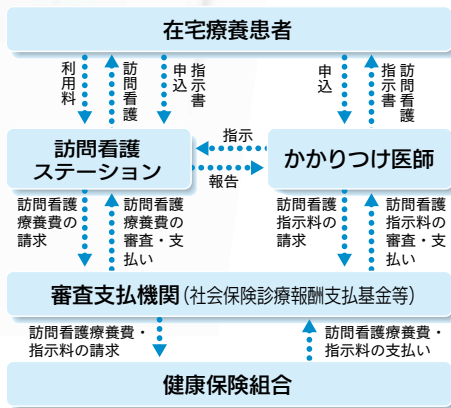 在宅療養患者
利用料
訪問看護
申込
指示書
申込
指示書
訪問看護
訪問看護
ステーション
指示
報告
かかりつけ医師
訪問看護
療養費の
請求
訪問看護
療養費の
審査・支
払い
訪問看護
指示料の
請求
訪問看護
指示料の
審査・支
払い
審査支払機関(社会保険診療報酬支払基金等)
訪問看護療養費・
指示料の請求
訪問看護療養費・
指示料の支払い
健康保険組合